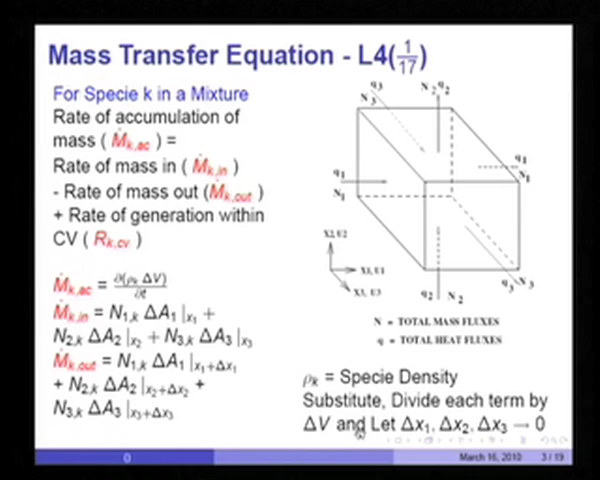 Mass Transfer Equation - L4(1/17)
For Specie k in a Mixture
Rate of accumulation of
mass ( Ṁk,ac ) =
Rate of mass in ( Ṁk,in )
- Rate of mass out (Ṁk,out )
+ Rate of generation within
CV ( Rk,cv )
Ṁk,ac = ∂(ρk ΔV)/∂t
Ṁk,in = N1,k ΔA1 |x1 +
N2,k ΔA2 |x2 + N3,k ΔA3 |x3
Ṁk,out = N1,k ΔA1 |x1+Δx1
+ N2,k ΔA2 |x2+Δx2 +
N3,k ΔA3 |x3+Δx3
q3
N3
N2 q2
q1
N1
q1
N1
X2, U2
X1, U1
X3, U3
q2 N2
q3 N3
N = TOTAL MASS FLUXES
q = TOTAL HEAT FLUXES
ρk = Specie Density
Substitute, Divide each term by
ΔV and Let Δx1, Δx2, Δx3 → 0
()
March 16, 2010 3 / 19